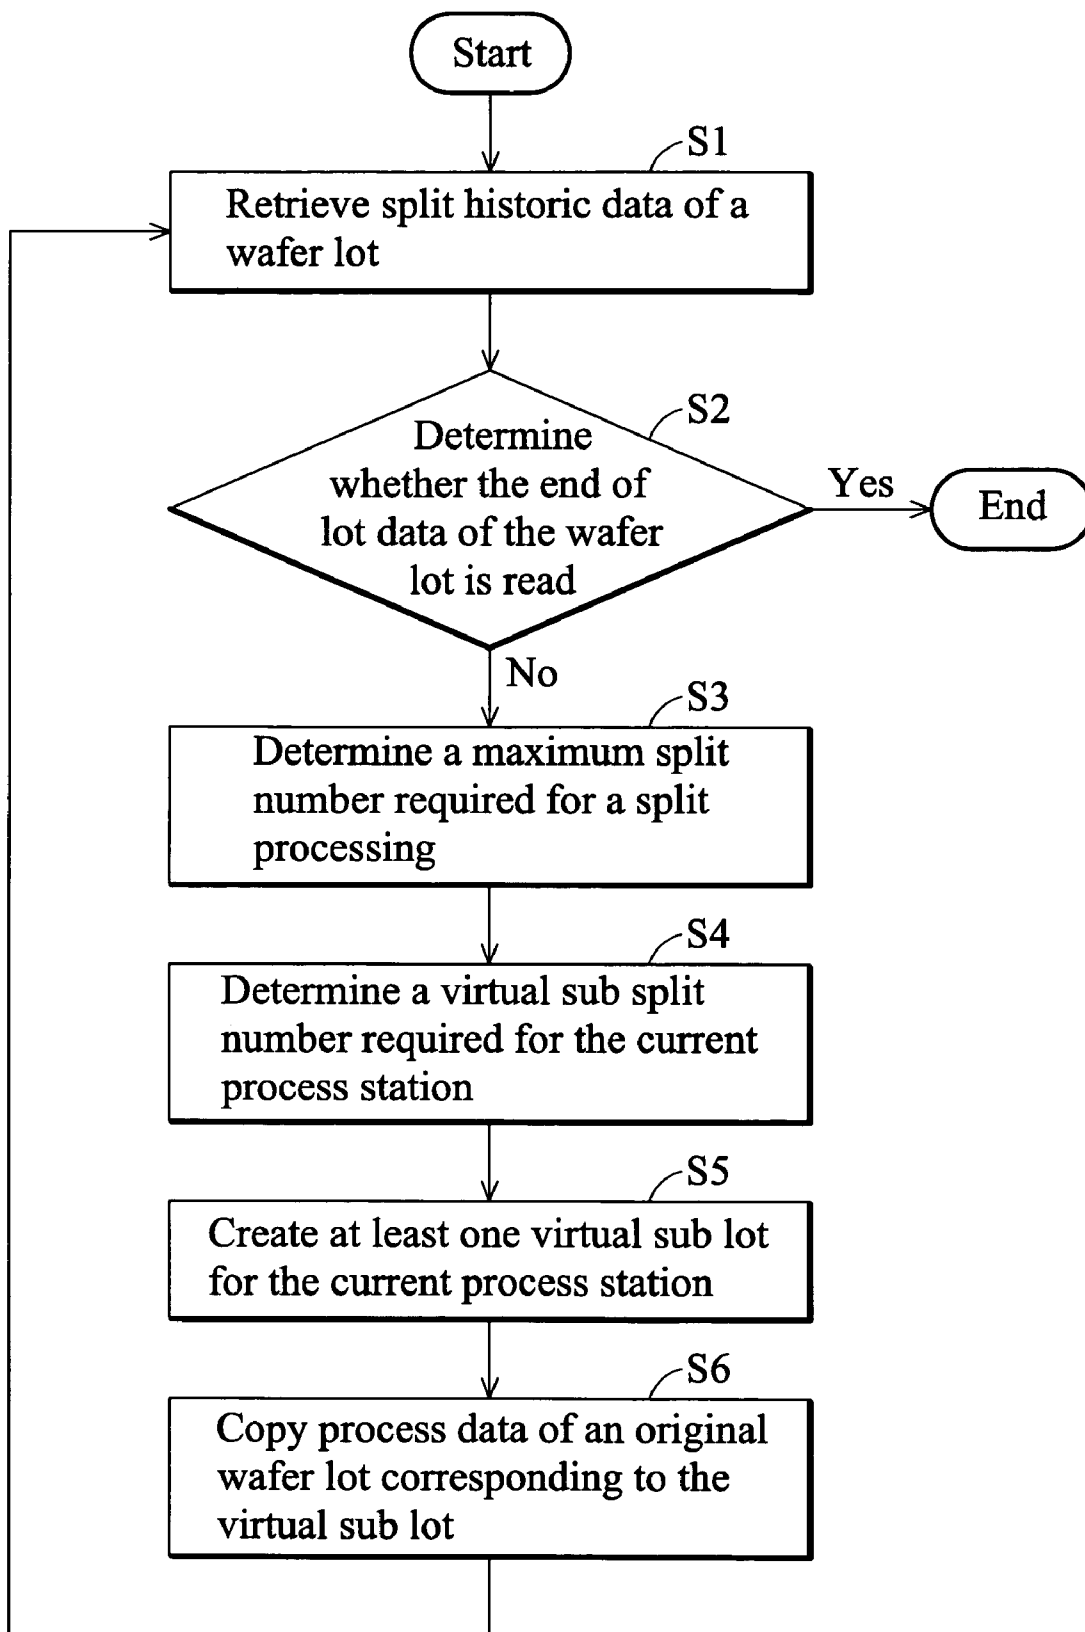 Start
S1
Retrieve split historic data of a
wafer lot
S2
Determine
whether the end of
lot data of the wafer
lot is read
Yes
End
No
S3
Determine a maximum split
number required for a split
processing
S4
Determine a virtual sub split
number required for the current
process station
S5
Create at least one virtual sub lot
for the current process station
S6
Copy process data of an original
wafer lot corresponding to the
virtual sub lot